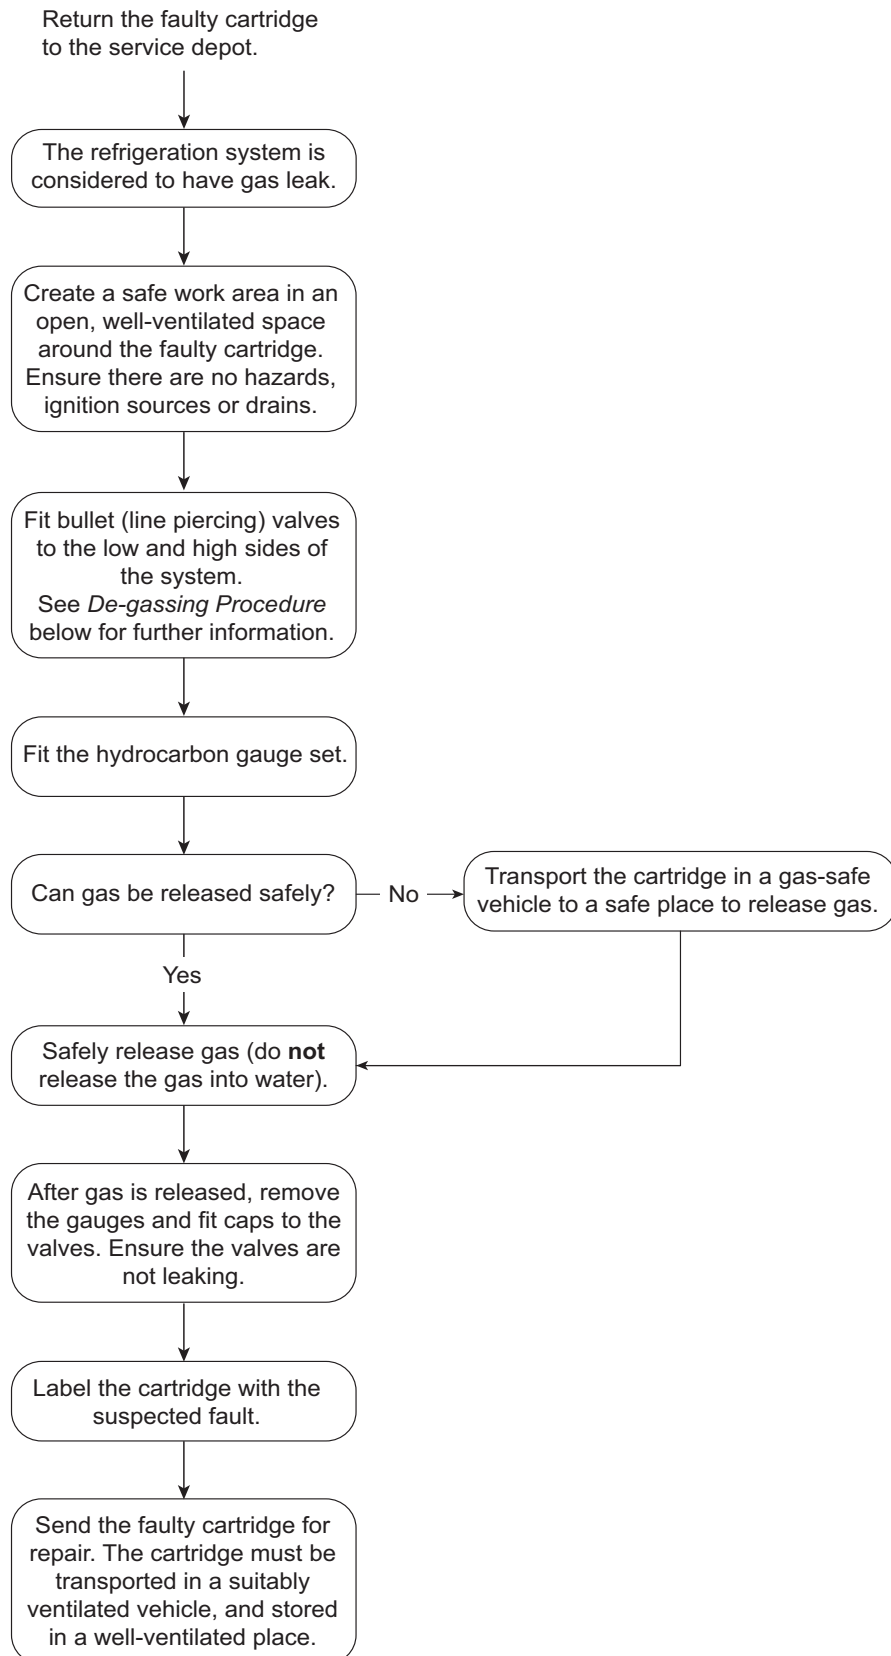 Return the faulty cartridge
to the service depot.
The refrigeration system is
considered to have gas leak.
Create a safe work area in an
open, well-ventilated space
around the faulty cartridge.
Ensure there are no hazards,
ignition sources or drains.
Fit bullet (line piercing) valves
to the low and high sides of
the system.
See De-gassing Procedure
below for further information.
Fit the hydrocarbon gauge set.
Can gas be released safely?
No
Transport the cartridge in a gas-safe
vehicle to a safe place to release gas.
Yes
Safely release gas (do not
release the gas into water).
After gas is released, remove
the gauges and fit caps to the
valves. Ensure the valves are
not leaking.
Label the cartridge with the
suspected fault.
Send the faulty cartridge for
repair. The cartridge must be
transported in a suitably
ventilated vehicle, and stored
in a well-ventilated place.